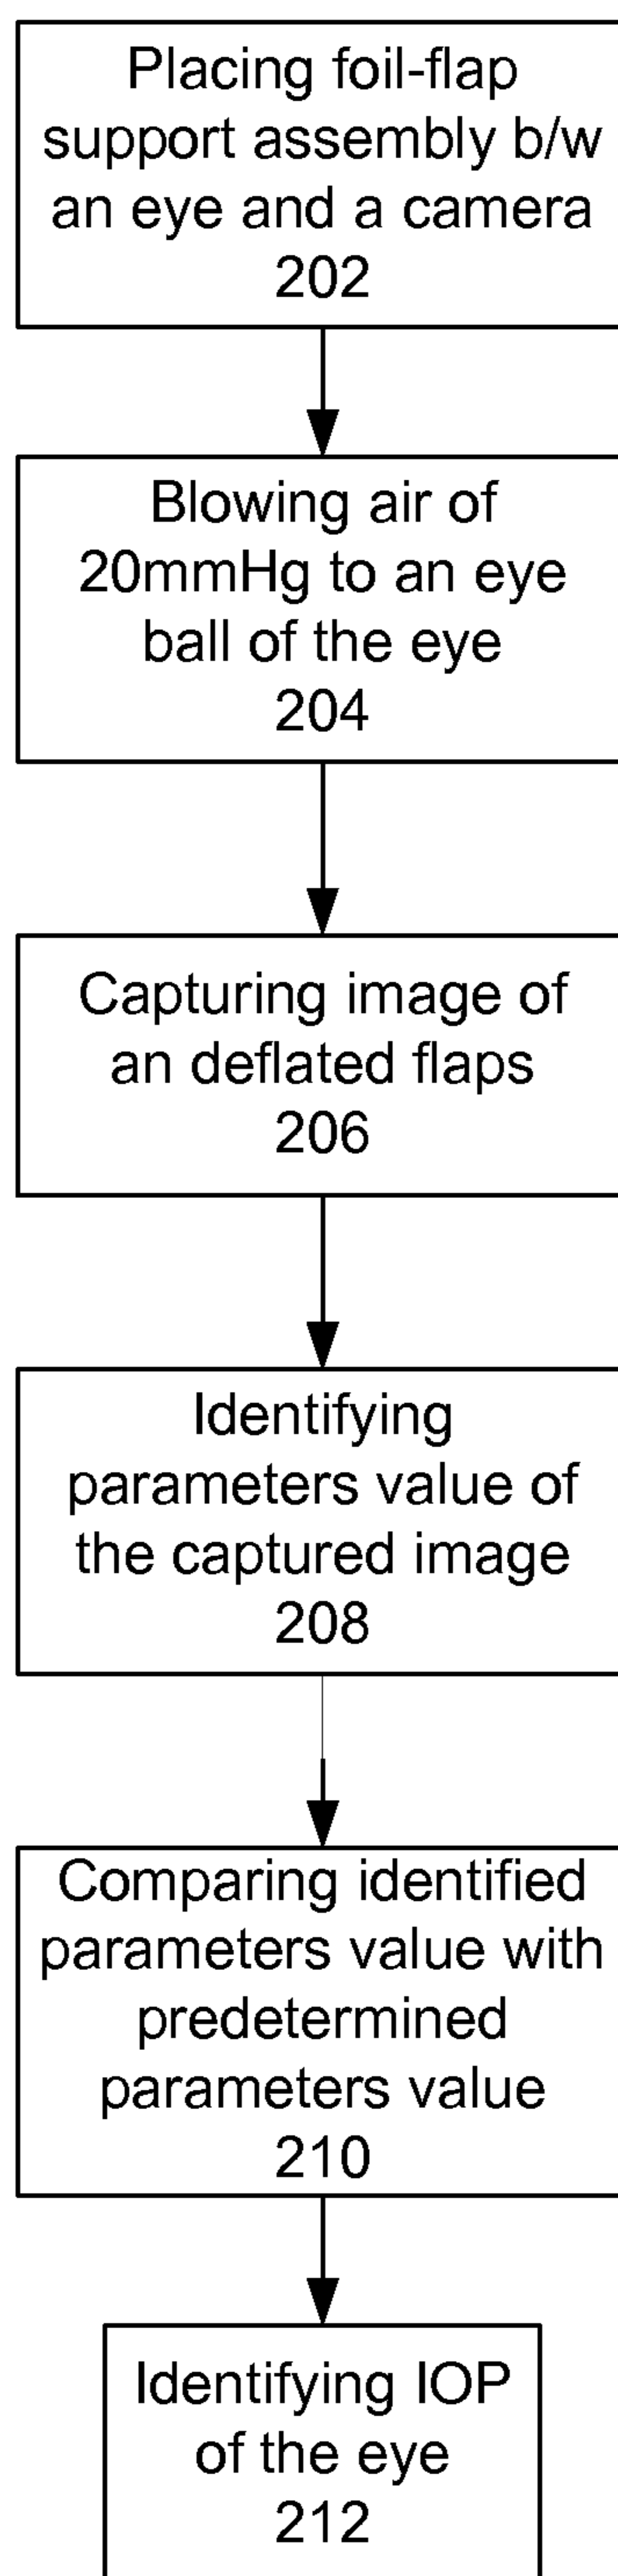 Placing foil-flap
support assembly b/w
an eye and a camera
202
Blowing air of
20mmHg to an eye
ball of the eye
204
Capturing image of
an deflated flaps
206
Identifying
parameters value of
the captured image
208
Comparing identified
parameters value with
predetermined
parameters value
210
Identifying IOP
of the eye
212